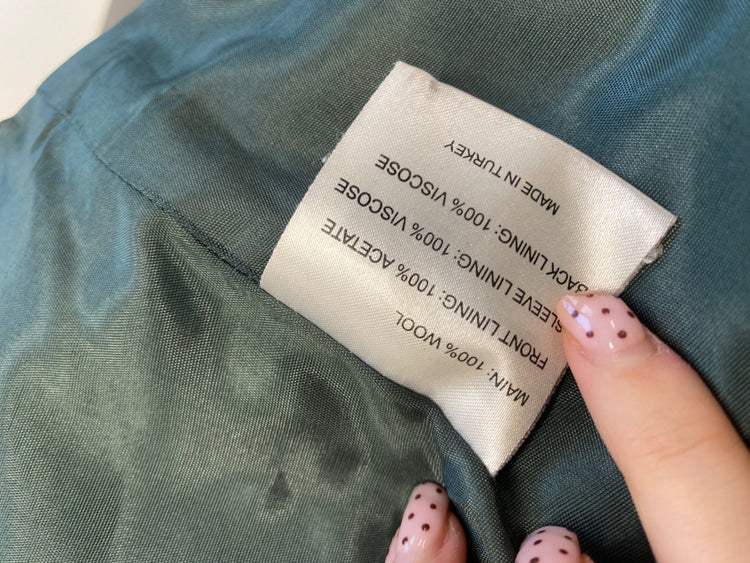 MAIN: 100% WOOL
FRONT LINING: 100% ACETATE
SLEEVE LINING: 100% VISCOSE
BACK LINING: 100% VISCOSE
MADE IN TURKEY